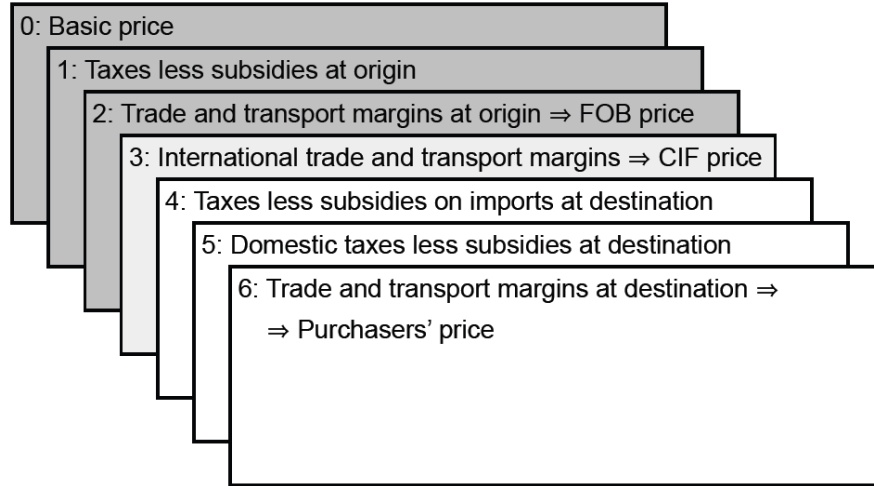 0: Basic price
1: Taxes less subsidies at origin
2: Trade and transport margins at origin ⇒ FOB price
3: International trade and transport margins ⇒ CIF price
4: Taxes less subsidies on imports at destination
5: Domestic taxes less subsidies at destination
6: Trade and transport margins at destination ⇒
⇒ Purchasers’ price